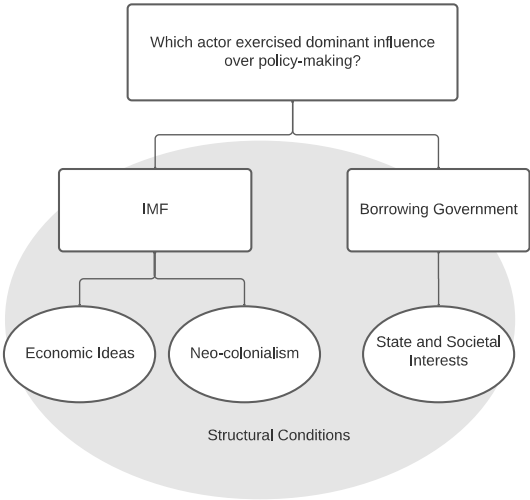 Which actor exercised dominant influence
over policy-making?
IMF
Borrowing Government
Economic Ideas
Neo-colonialism
State and Societal
Interests
Structural Conditions